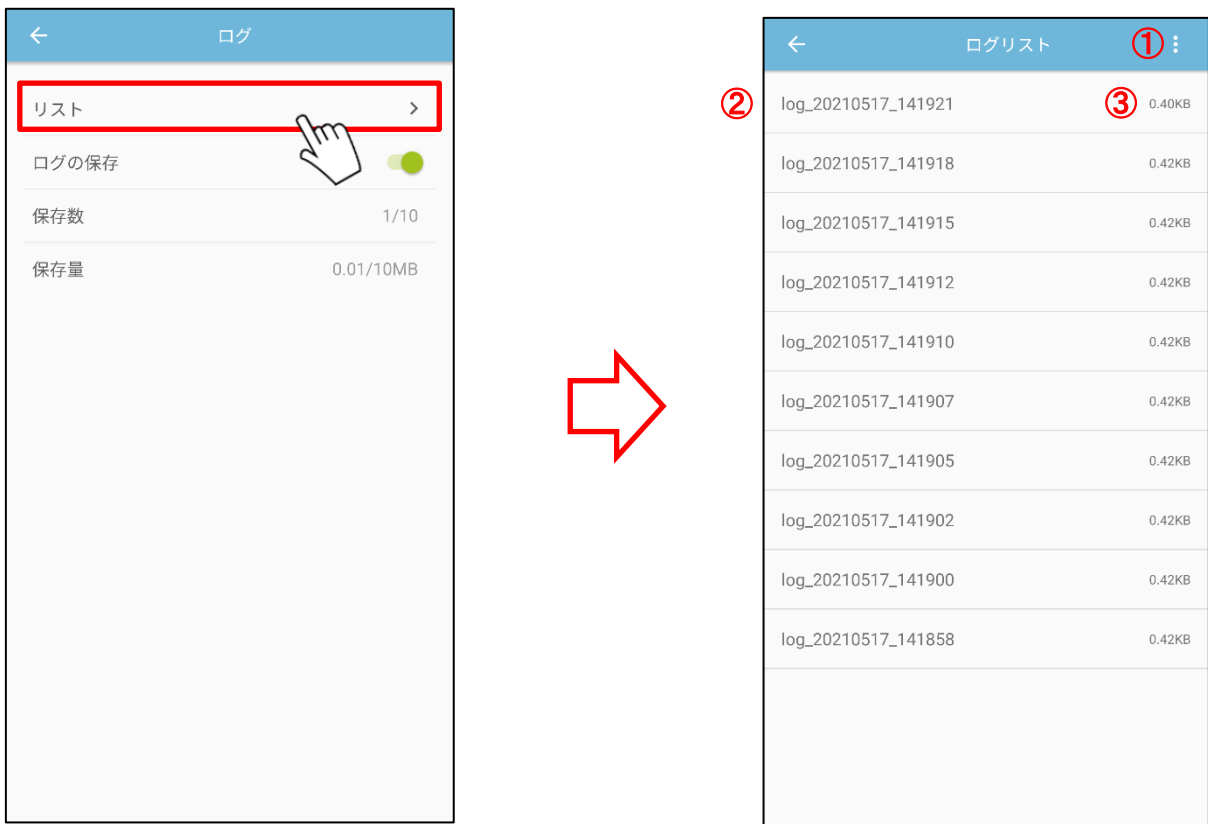 ログ
リスト
ログの保存
保存数 1/10
保存量 0.01/10MB
ログリスト ①
② log_20210517_141921 ③ 0.40KB
log_20210517_141918 0.42KB
log_20210517_141915 0.42KB
log_20210517_141912 0.42KB
log_20210517_141910 0.42KB
log_20210517_141907 0.42KB
log_20210517_141905 0.42KB
log_20210517_141902 0.42KB
log_20210517_141900 0.42KB
log_20210517_141858 0.42KB